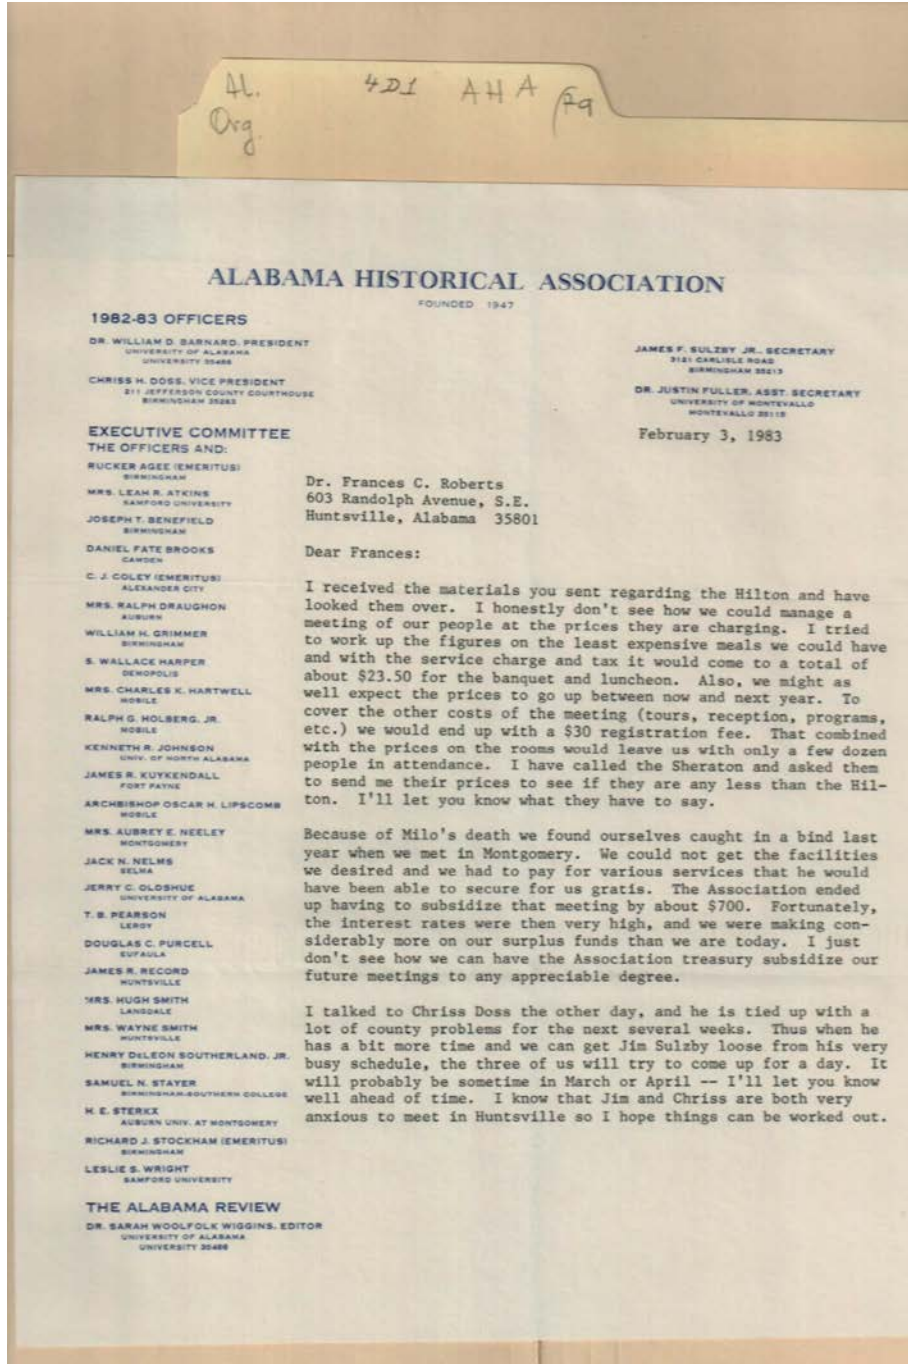 AL. 4D1 AHA
Org.
ALABAMA HISTORICAL ASSOCIATION
FOUNDED 1947
1982-83 OFFICERS
DR. WILLIAM D. BARNARD, PRESIDENT
UNIVERSITY OF ALABAMA
UNIVERSITY 35486
CHRISS H. DOSS, VICE PRESIDENT
211 JEFFERSON COUNTY COURTHOUSE
BIRMINGHAM 35263
JAMES F. SULZBY JR., SECRETARY
3121 CARLISLE ROAD
BIRMINGHAM 35213
DR. JUSTIN FULLER, ASST. SECRETARY
UNIVERSITY OF MONTEVALLO
MONTEVALLO 35115
EXECUTIVE COMMITTEE
THE OFFICERS AND:
RUCKER AGEE (EMERITUS)
BIRMINGHAM
MRS. LEAH R. ATKINS
SAMFORD UNIVERSITY
JOSEPH T. BENEFIELD
BIRMINGHAM
DANIEL FATE BROOKS
CAMDEN
C. J. COLEY (EMERITUS)
ALEXANDER CITY
MRS. RALPH DRAUGHON
AUBURN
WILLIAM H. GRIMMER
BIRMINGHAM
S. WALLACE HARPER
DEMOPOLIS
MRS. CHARLES K. HARTWELL
MOBILE
RALPH G. HOLBERG, JR.
MOBILE
KENNETH R. JOHNSON
UNIV. OF NORTH ALABAMA
JAMES R. KUYKENDALL
FORT PAYNE
ARCHBISHOP OSCAR H. LIPSCOMB
MOBILE
MRS. AUBREY E. NEELEY
MONTGOMERY
JACK N. NELMS
SELMA
JERRY C. OLDSHUE
UNIVERSITY OF ALABAMA
T. B. PEARSON
LEROY
DOUGLAS C. PURCELL
EUFAULA
JAMES R. RECORD
HUNTSVILLE
MRS. HUGH SMITH
LANGDALE
MRS. WAYNE SMITH
HUNTSVILLE
HENRY DeLEON SOUTHERLAND, JR.
BIRMINGHAM
SAMUEL N. STAYER
BIRMINGHAM-SOUTHERN COLLEGE
H. E. STERKX
AUBURN UNIV. AT MONTGOMERY
RICHARD J. STOCKHAM (EMERITUS)
BIRMINGHAM
LESLIE S. WRIGHT
SAMFORD UNIVERSITY
THE ALABAMA REVIEW
DR. SARAH WOOLFOLK WIGGINS, EDITOR
UNIVERSITY OF ALABAMA
UNIVERSITY 35486
February 3, 1983
Dr. Frances C. Roberts
603 Randolph Avenue, S.E.
Huntsville, Alabama 35801
Dear Frances:
I received the materials you sent regarding the Hilton and have
looked them over. I honestly don't see how we could manage a
meeting of our people at the prices they are charging. I tried
to work up the figures on the least expensive meals we could have
and with the service charge and tax it would come to a total of
about $23.50 for the banquet and luncheon. Also, we might as
well expect the prices to go up between now and next year. To
cover the other costs of the meeting (tours, reception, programs,
etc.) we would end up with a $30 registration fee. That combined
with the prices on the rooms would leave us with only a few dozen
people in attendance. I have called the Sheraton and asked them
to send me their prices to see if they are any less than the Hil-
ton. I'll let you know what they have to say.
Because of Milo's death we found ourselves caught in a bind last
year when we met in Montgomery. We could not get the facilities
we desired and we had to pay for various services that he would
have been able to secure for us gratis. The Association ended
up having to subsidize that meeting by about $700. Fortunately,
the interest rates were then very high, and we were making con-
siderably more on our surplus funds than we are today. I just
don't see how we can have the Association treasury subsidize our
future meetings to any appreciable degree.
I talked to Chriss Doss the other day, and he is tied up with a
lot of county problems for the next several weeks. Thus when he
has a bit more time and we can get Jim Sulzby loose from his very
busy schedule, the three of us will try to come up for a day. It
will probably be sometime in March or April -- I'll let you know
well ahead of time. I know that Jim and Chriss are both very
anxious to meet in Huntsville so I hope things can be worked out.